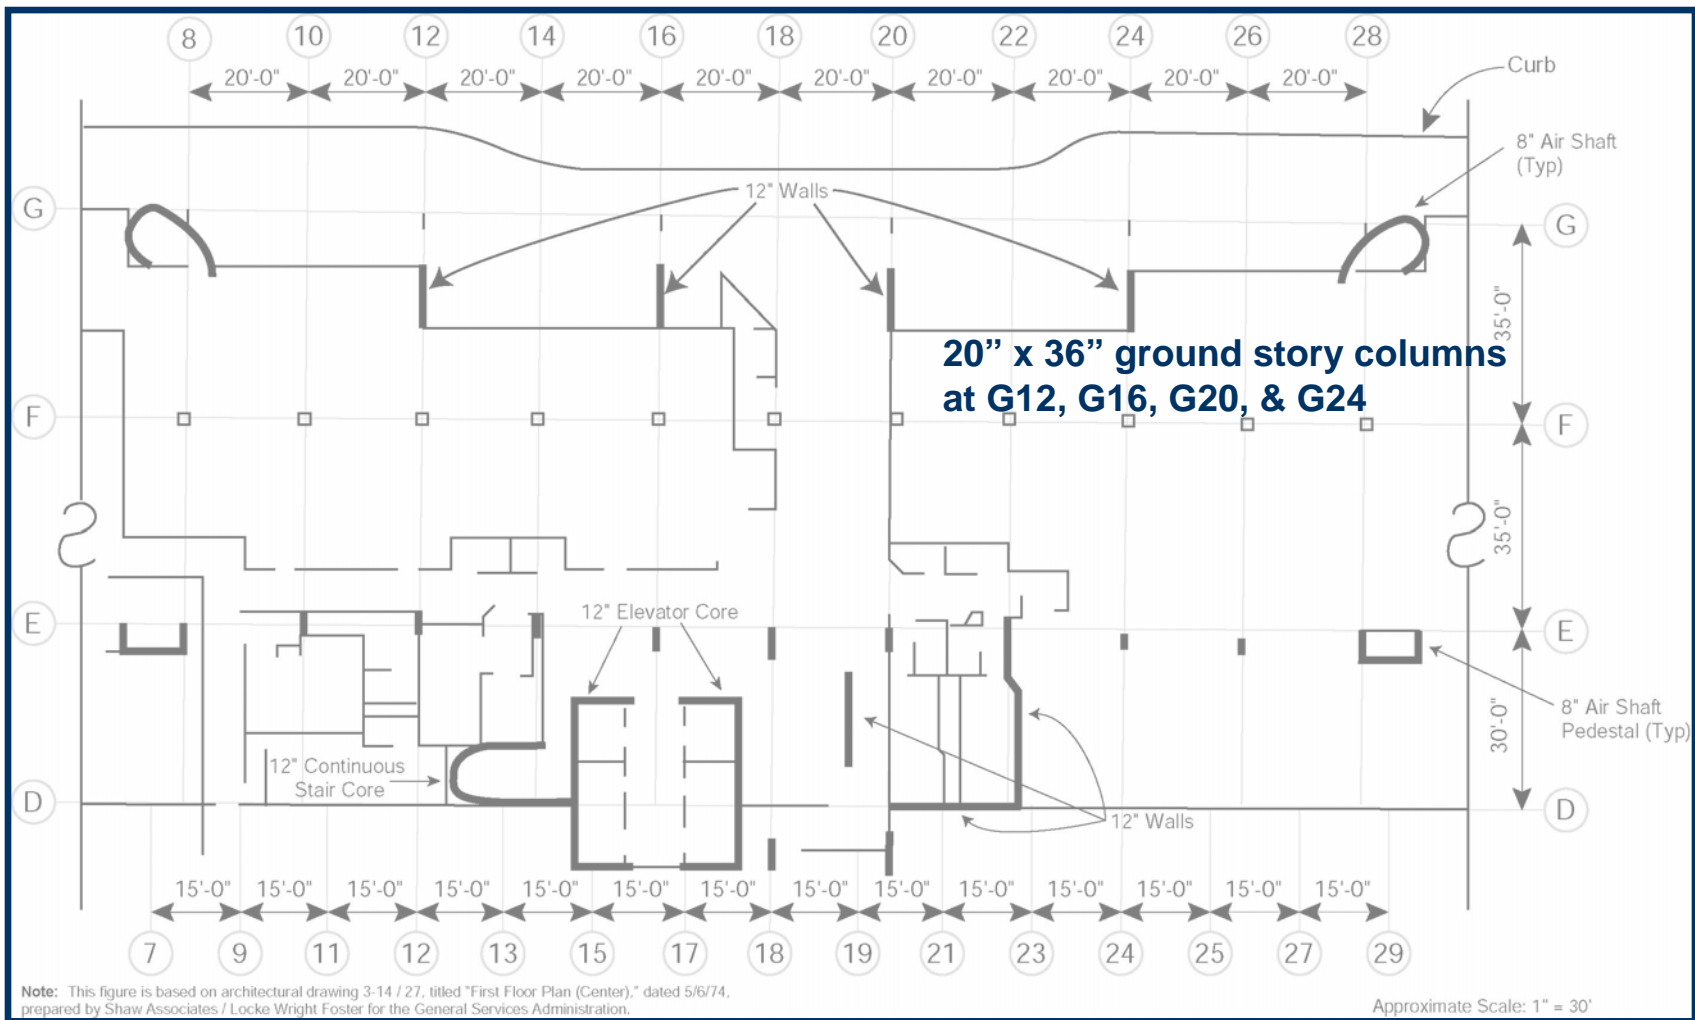 8 10 12 14 16 18 20 22 24 26 28
20'-0" 20'-0" 20'-0" 20'-0" 20'-0" 20'-0" 20'-0" 20'-0" 20'-0" 20'-0"
Curb
8" Air Shaft
(Typ)
12" Walls
G G
35'-0"
20” x 36” ground story columns
at G12, G16, G20, & G24
F F
35'-0"
E E
12" Elevator Core
30'-0"
8" Air Shaft
Pedestal (Typ)
12" Continuous
Stair Core
D D
12" Walls
15'-0" 15'-0" 15'-0" 15'-0" 15'-0" 15'-0" 15'-0" 15'-0" 15'-0" 15'-0" 15'-0" 15'-0" 15'-0" 15'-0"
7 9 11 12 13 15 17 18 19 21 23 24 25 27 29
Note: This figure is based on architectural drawing 3-14 / 27, titled "First Floor Plan (Center)," dated 5/6/74,
prepared by Shaw Associates / Locke Wright Foster for the General Services Administration.
Approximate Scale: 1" = 30'